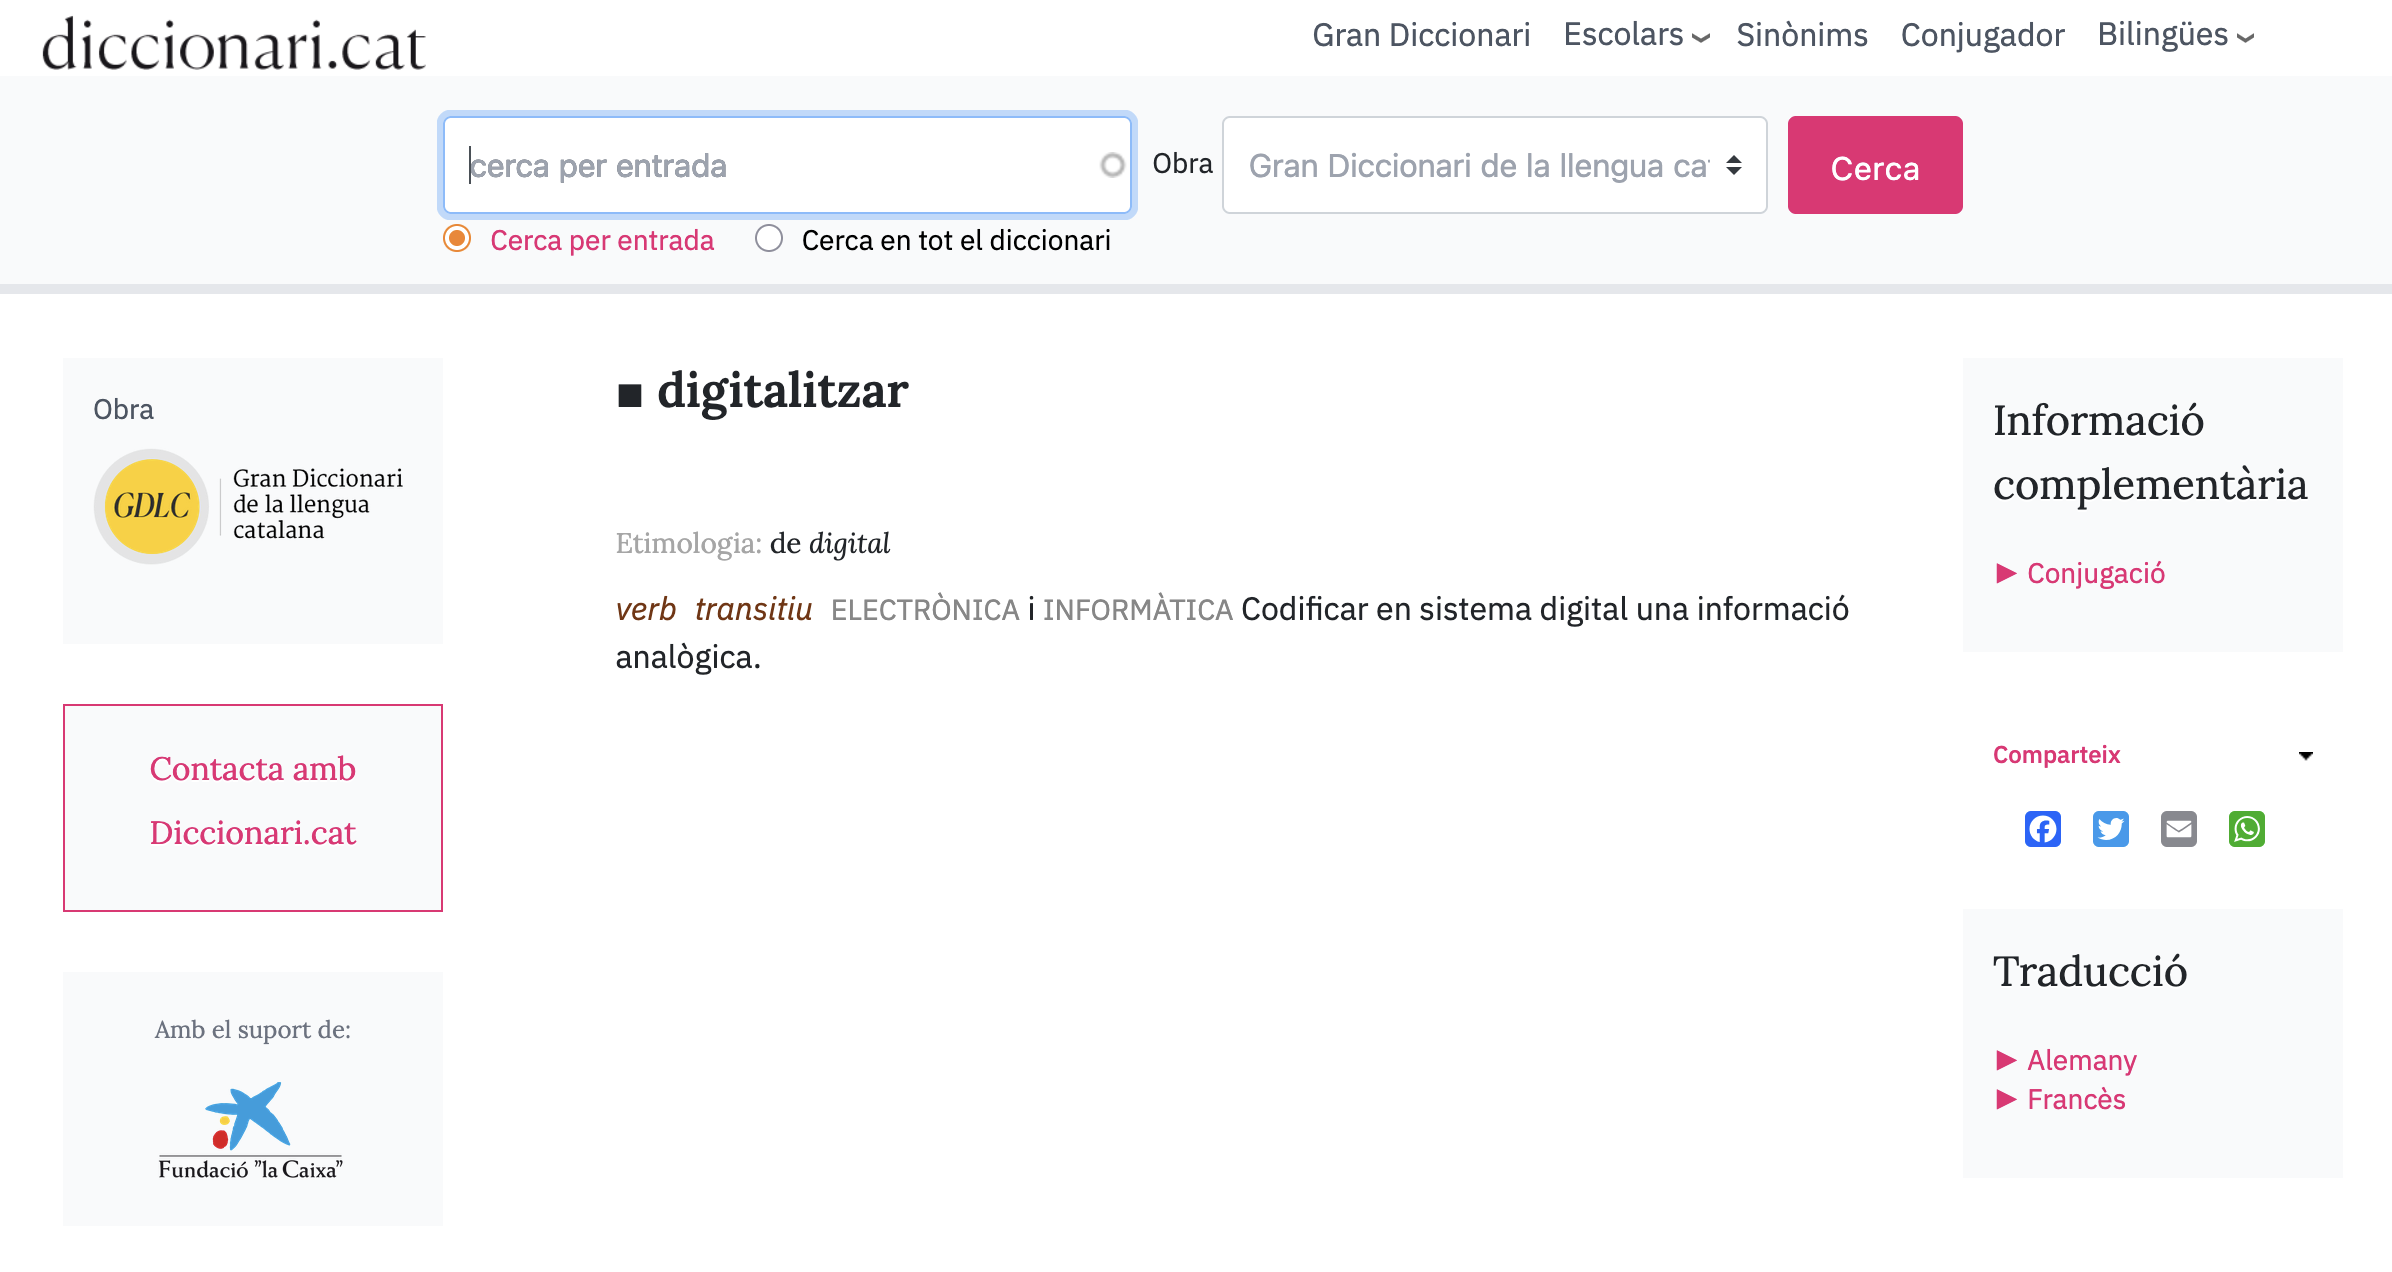 diccionari.cat
Gran Diccionari Escolars Sinònims Conjugador Bilingües
cerca per entrada
Obra
Gran Diccionari de la llengua ca
Cerca
Cerca per entrada
Cerca en tot el diccionari
Obra
GDLC
Gran Diccionari
de la llengua
catalana
Contacta amb
Diccionari.cat
Amb el suport de:
Fundació "la Caixa"
■ digitalitzar
Etimologia: de digital
verb transitiu ELECTRÒNICA i INFORMÀTICA Codificar en sistema digital una informació
analògica.
Informació
complementària
► Conjugació
Comparteix
Traducció
► Alemany
► Francès